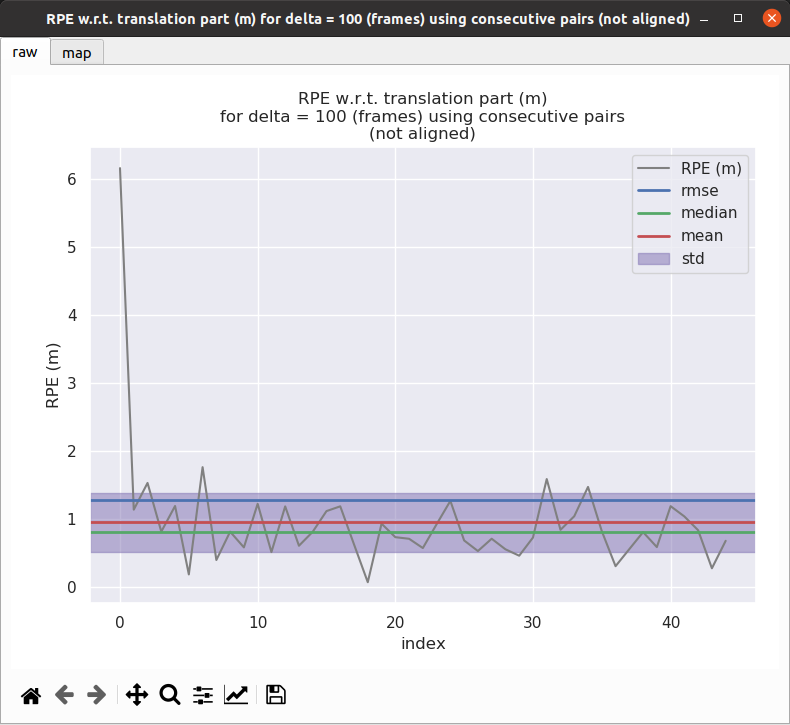 RPE w.r.t. translation part (m) for delta = 100 (frames) using consecutive pairs (not aligned)
raw
map
RPE w.r.t. translation part (m)
for delta = 100 (frames) using consecutive pairs
(not aligned)
RPE (m)
rmse
median
mean
std
6
5
4
3
2
1
0
RPE (m)
0
10
20
30
40
index